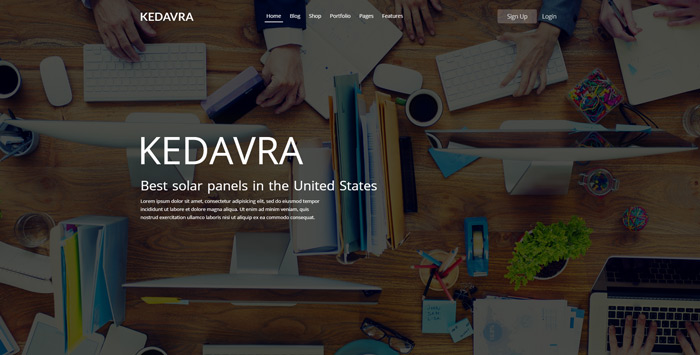 KEDAVRA
Home Blog Shop Portfolio Pages Features
Sign Up Login
KEDAVRA
Best solar panels in the United States
Lorem ipsum dolor sit amet, consectetur adipisicing elit, sed do eiusmod tempor
incididunt ut labore et dolore magna aliqua. Ut enim ad minim veniam, quis
nostrud exercitation ullamco laboris nisi ut aliquip ex ea commodo consequat.